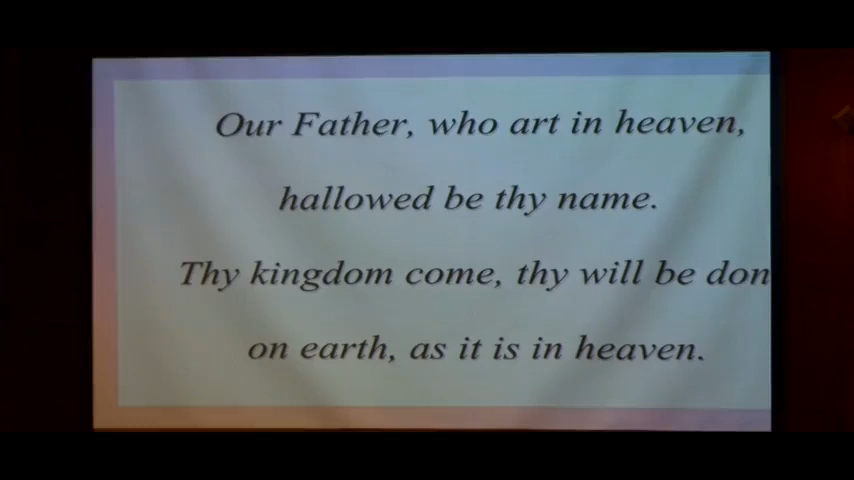 Our Father, who art in heaven,
hallowed be thy name.
Thy kingdom come, thy will be don
on earth, as it is in heaven.